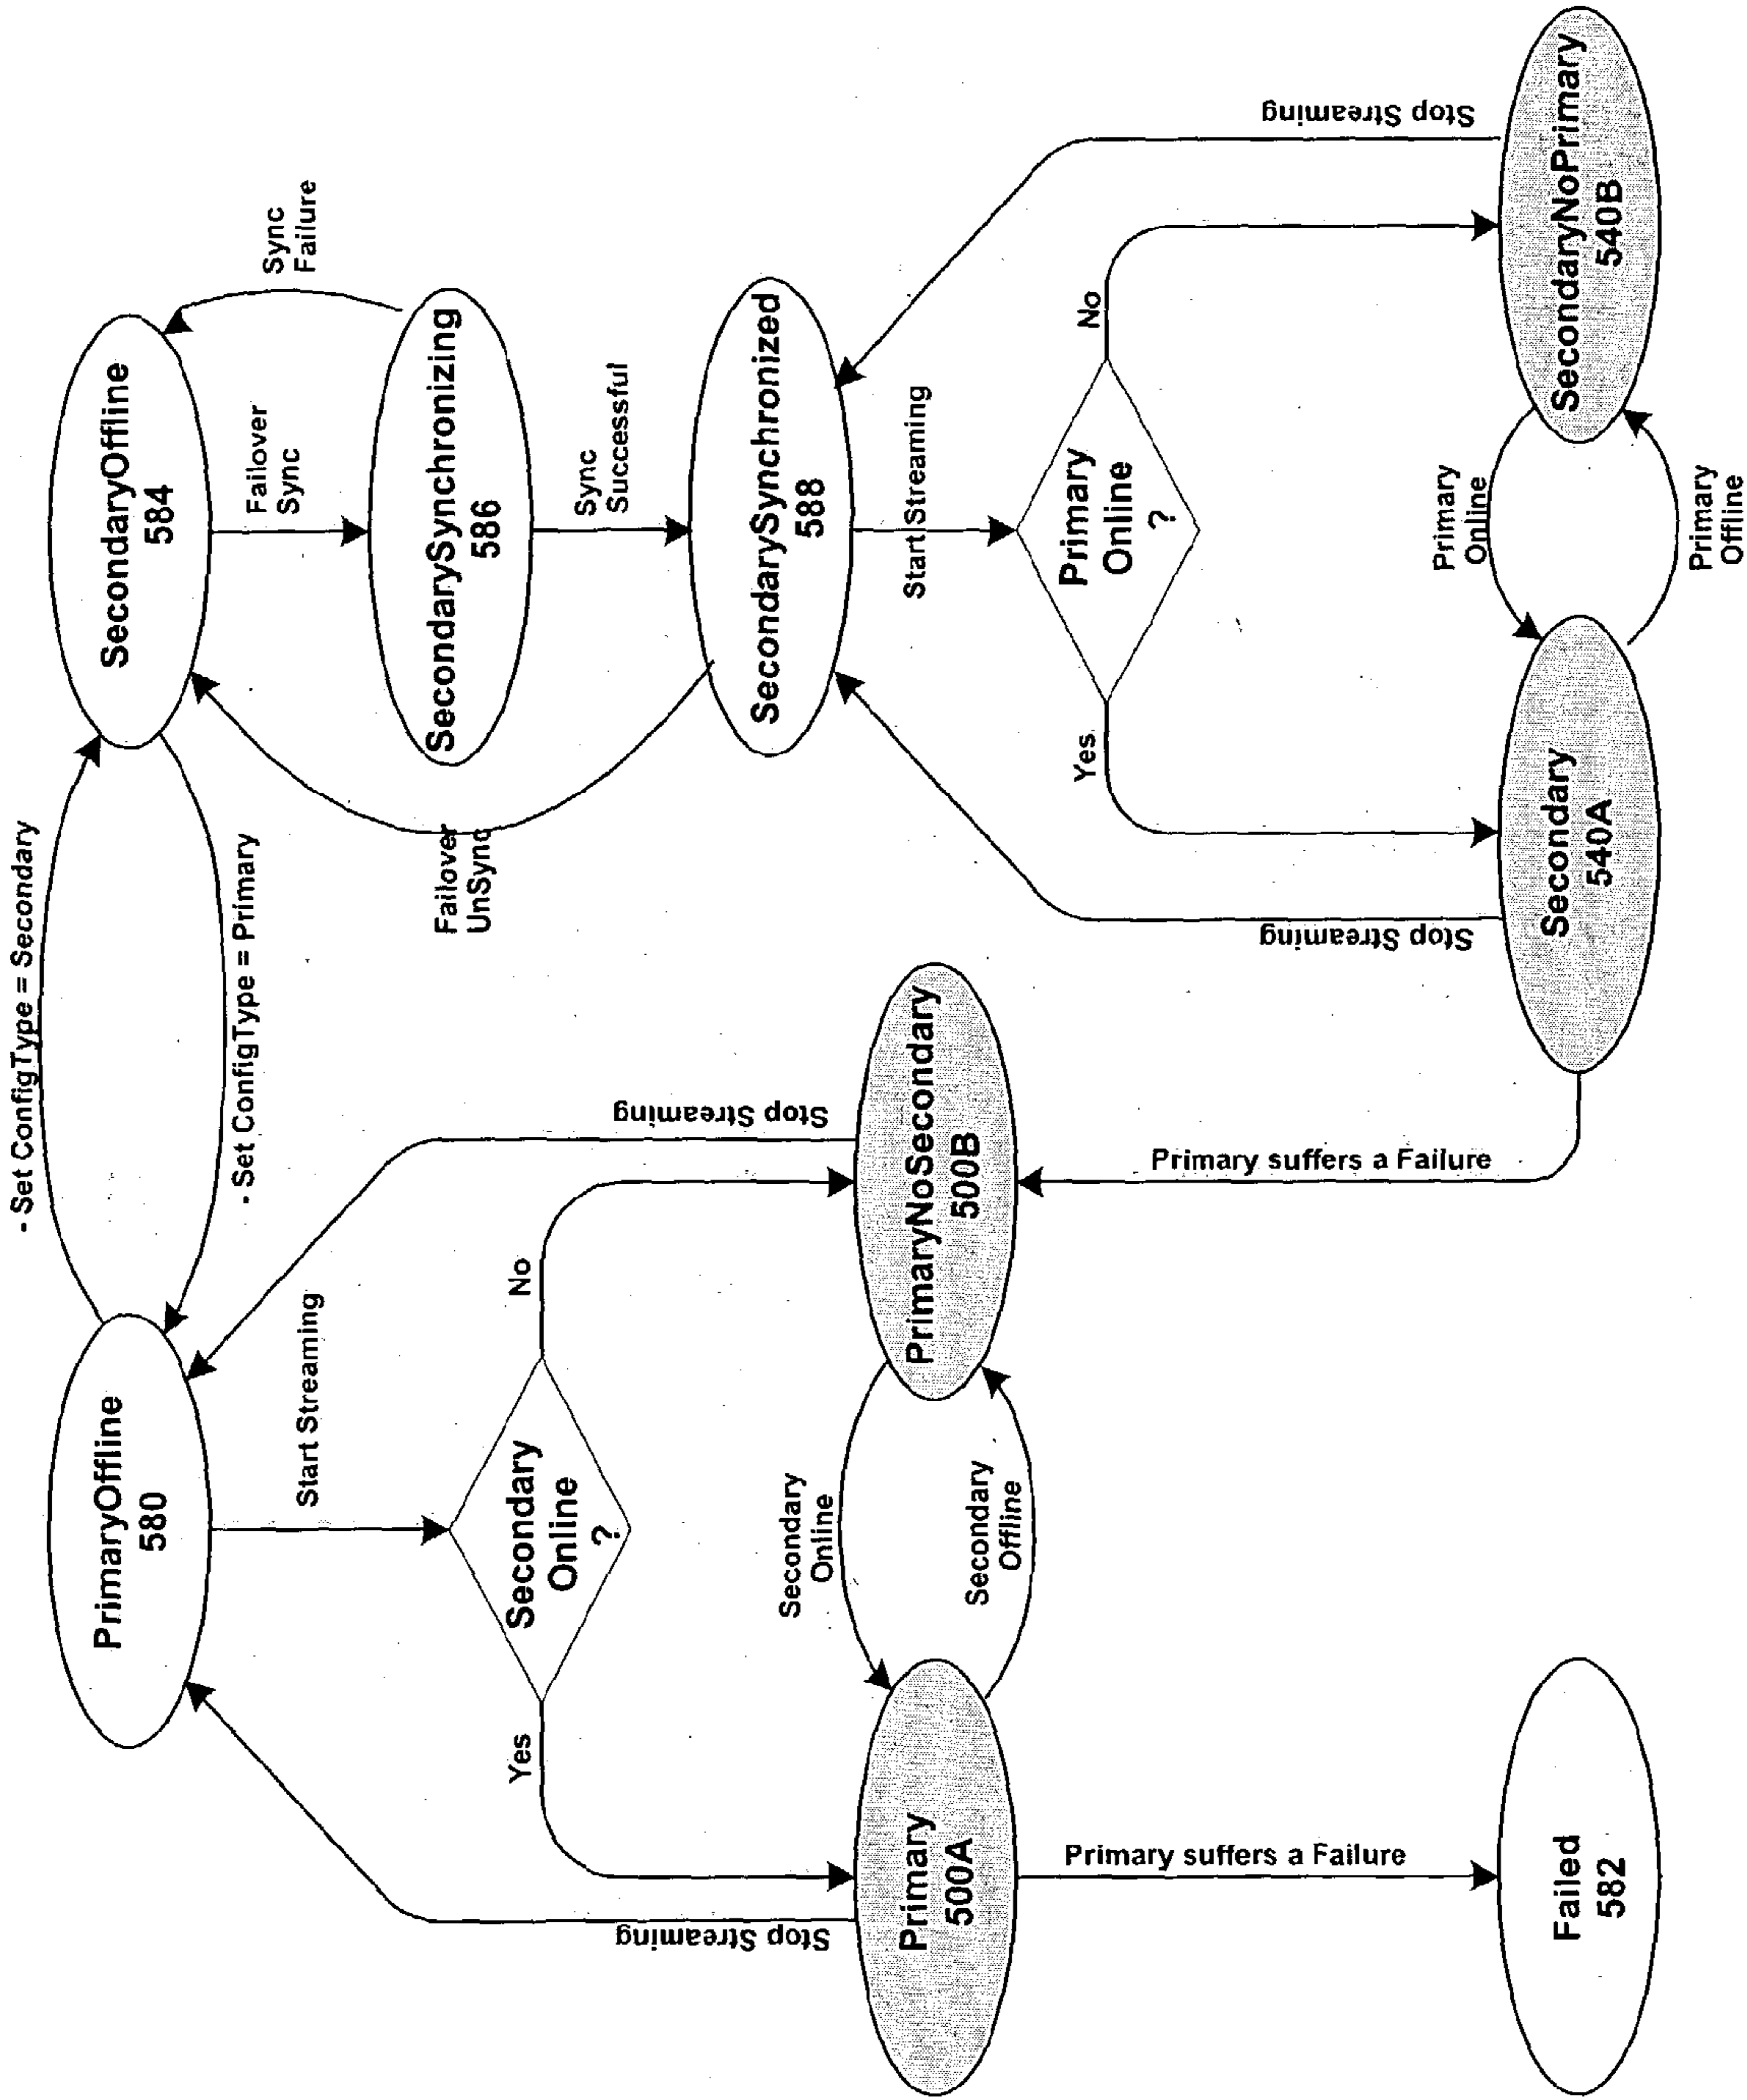 - Set ConfigType = Secondary
- Set ConfigType = Primary
PrimaryOffline
580
Start Streaming
Secondary
Online
?
Yes
No
Stop Streaming
Stop Streaming
Secondary
Online
Secondary
Offline
Primary
500A
PrimaryNoSecondary
500B
Primary suffers a Failure
Primary suffers a Failure
Failed
582
SecondaryOffline
584
Failover
Sync
Sync
Failure
SecondarySynchronizing
586
Sync
Successful
Failover
UnSync
SecondarySynchronized
588
Start Streaming
Primary
Online
?
Yes
No
Stop Streaming
Stop Streaming
Primary
Online
Primary
Offline
Secondary
540A
SecondaryNoPrimary
540B